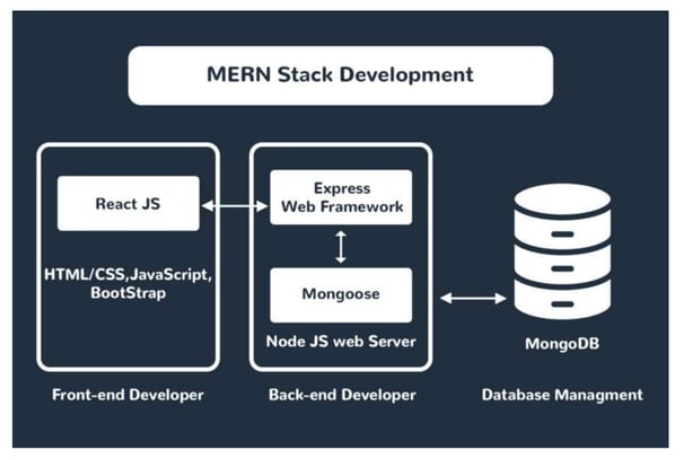 MERN Stack Development
React JS
HTML/CSS,JavaScript,
BootStrap
Front-end Developer
Express
Web Framework
Mongoose
Node JS web Server
Back-end Developer
MongoDB
Database Managment